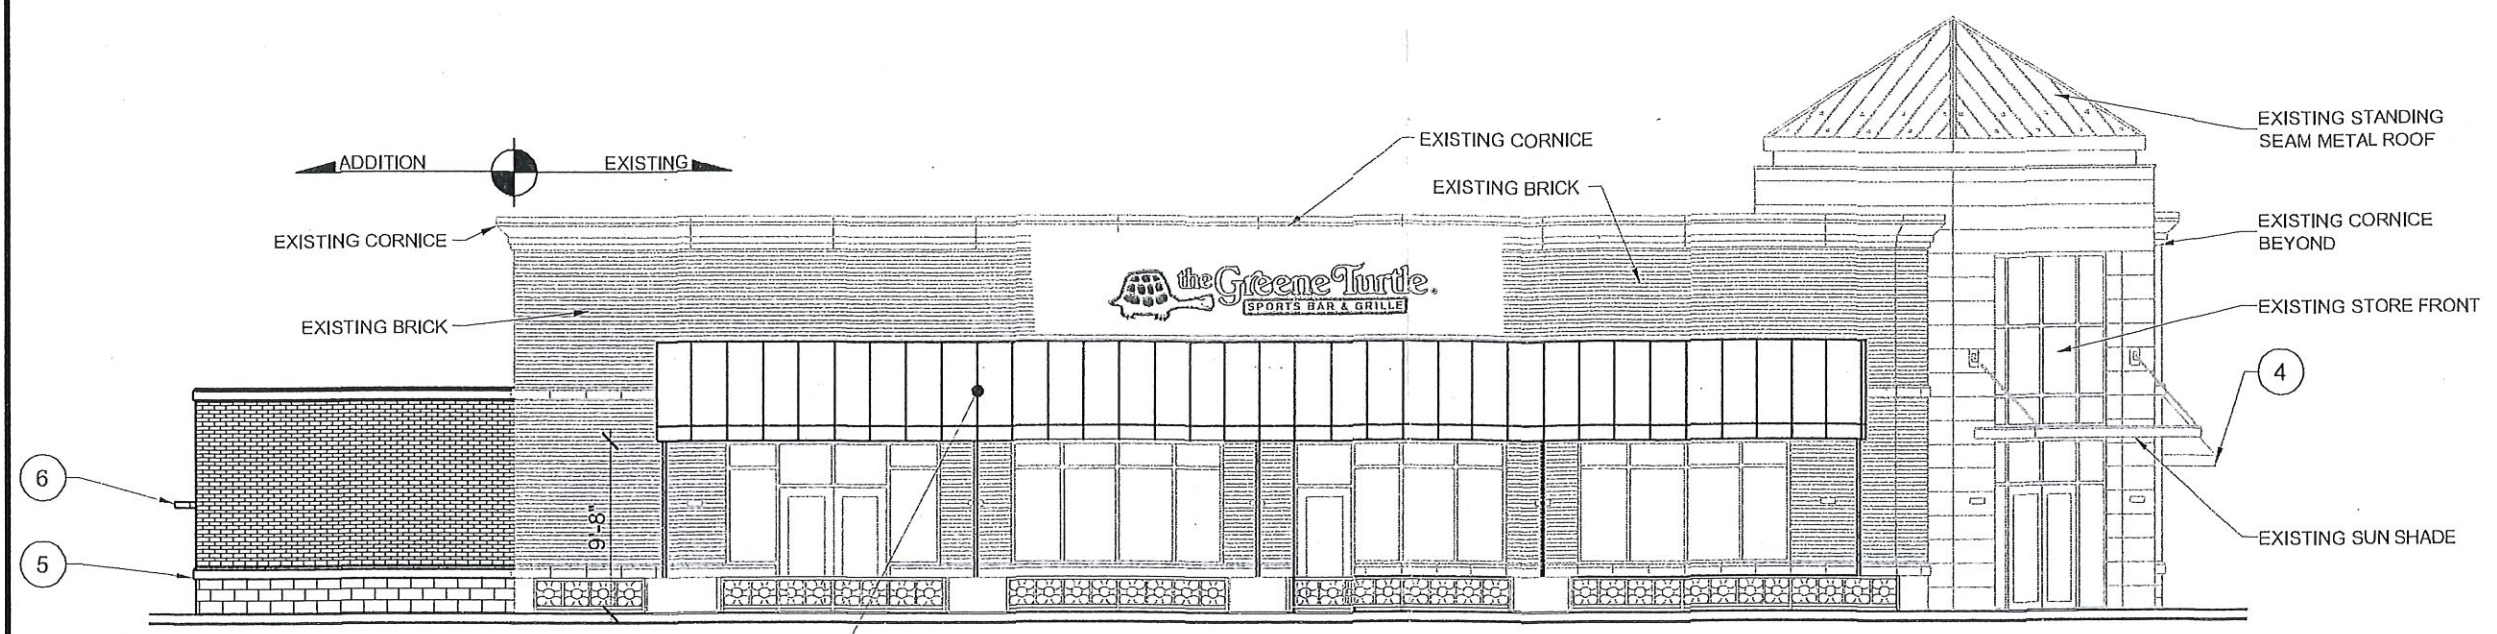 EXISTING STANDING
SEAM METAL ROOF
EXISTING CORNICE
ADDITION
EXISTING
EXISTING BRICK
EXISTING CORNICE
EXISTING CORNICE
BEYOND
the Greene Turtle.
SPORTS BAR & GRILLE
EXISTING BRICK
EXISTING STORE FRONT
4
6
9'-8"
EXISTING SUN SHADE
5